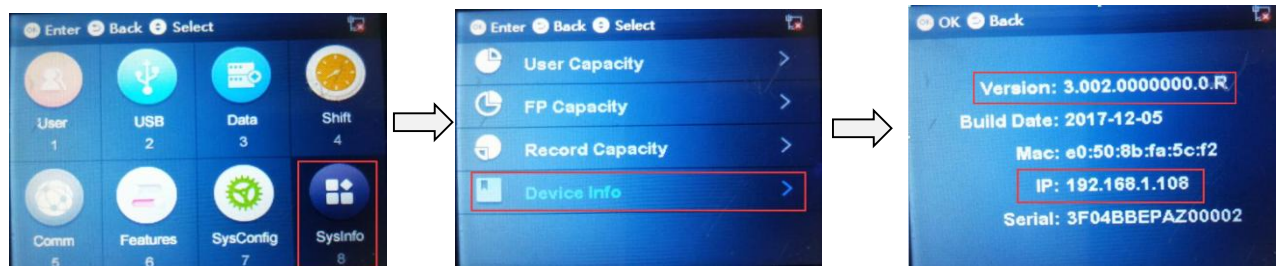 OK Enter Back Select
User USB Data Shift
1 2 3 4
Comm Features SysConfig SysInfo
5 6 7 8
Enter Back Select
User Capacity
FP Capacity
Record Capacity
Device Info
OK OK Back
Version: 3.002.0000000.0.R
Build Date: 2017-12-05
Mac: e0:50:8b:fa:5c:f2
IP: 192.168.1.108
Serial: 3F04BBEPAZ00002